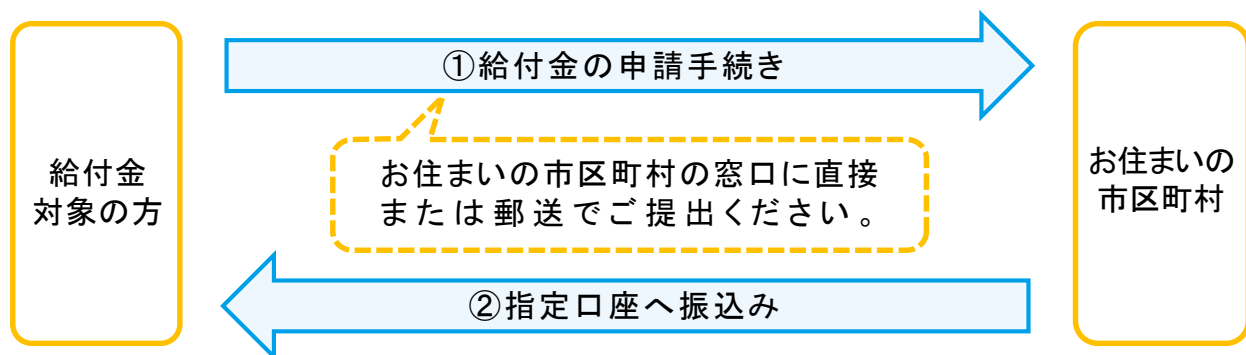 ①給付金の申請手続き
給付金
対象の方
お住まいの市区町村の窓口に直接
または郵送でご提出ください。
お住まいの
市区町村
②指定口座へ振込み